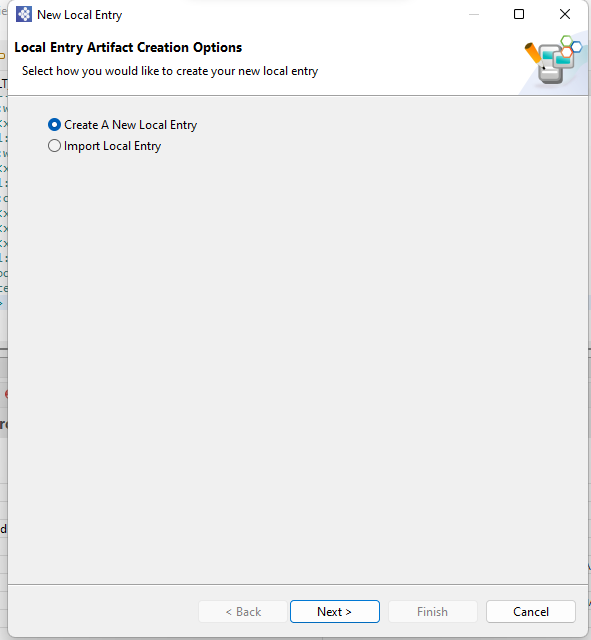 New Local Entry
Local Entry Artifact Creation Options
Select how you would like to create your new local entry
Create A New Local Entry
Import Local Entry
< Back
Next >
Finish
Cancel